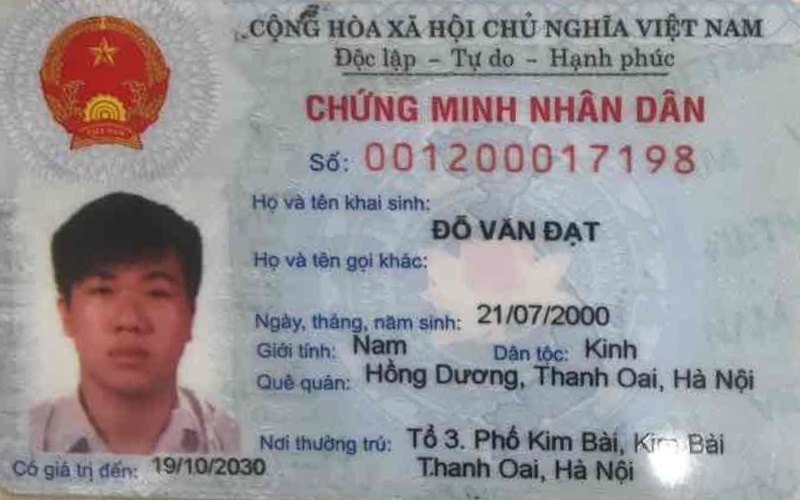 CỘNG HÒA XÃ HỘI CHỦ NGHĨA VIỆT NAM
Độc lập – Tự do – Hạnh phúc
CHỨNG MINH NHÂN DÂN
Số: 001200017198
Họ và tên khai sinh:
ĐỖ VĂN ĐẠT
Họ và tên gọi khác:
Ngày, tháng, năm sinh: 21/07/2000
Giới tính: Nam Dân tộc: Kinh
Quê quán: Hồng Dương, Thanh Oai, Hà Nội
Nơi thường trú: Tổ 3. Phố Kim Bài, Kim Bài
Thanh Oai, Hà Nội
Có giá trị đến: 19/10/2030